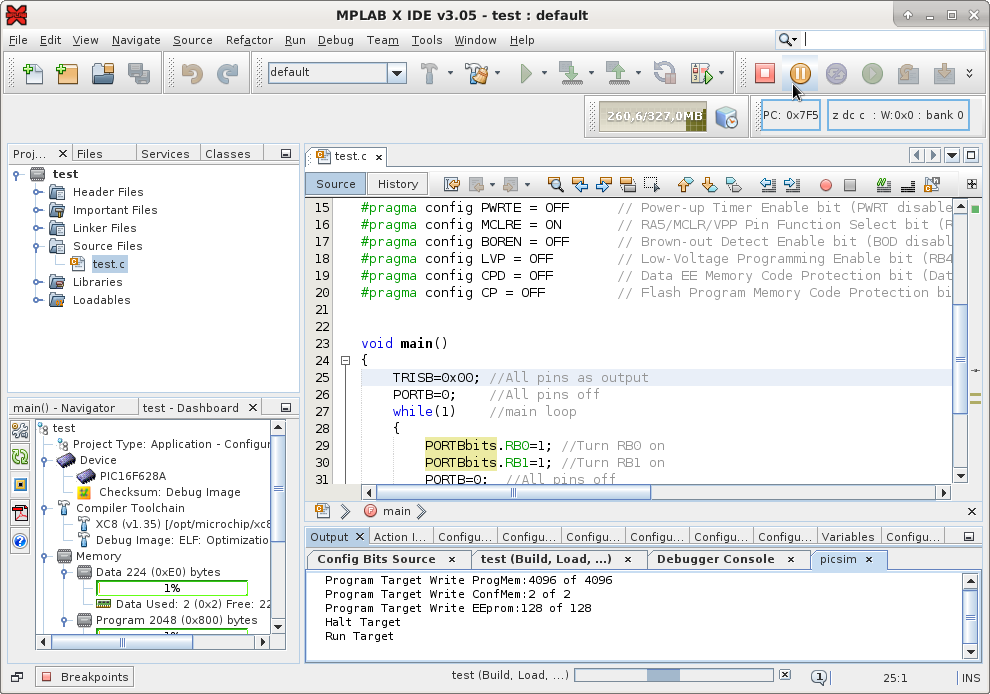 MPLAB X IDE v3.05 - test : default
File Edit View Navigate Source Refactor Run Debug Team Tools Window Help
default
260,6/327,0MB
PC: 0x7F5
z dc c : W:0x0 : bank 0
Proj... Files Services Classes
test
Header Files
Important Files
Linker Files
Source Files
test.c
Libraries
Loadables
main() - Navigator test - Dashboard
test
Project Type: Application - Configur
Device
PIC16F628A
Checksum: Debug Image
Compiler Toolchain
XC8 (v1.35) [/opt/microchip/xc8
Debug Image: ELF: Optimizatio
Memory
Data 224 (0xE0) bytes
1%
Data Used: 2 (0x2) Free: 22
Program 2048 (0x800) bytes
1%
test.c
Source History
15 #pragma config PWRTE = OFF // Power-up Timer Enable bit (PWRT disable
16 #pragma config MCLRE = ON // RA5/MCLR/VPP Pin Function Select bit (R
17 #pragma config BOREN = OFF // Brown-out Detect Enable bit (BOD disabl
18 #pragma config LVP = OFF // Low-Voltage Programming Enable bit (RB4
19 #pragma config CPD = OFF // Data EE Memory Code Protection bit (Dat
20 #pragma config CP = OFF // Flash Program Memory Code Protection bi
21
22
23 void main()
24 {
25 TRISB=0x00; //All pins as output
26 PORTB=0; //All pins off
27 while(1) //main loop
28 {
29 PORTBbits.RB0=1; //Turn RB0 on
30 PORTBbits.RB1=1; //Turn RB1 on
31 PORTB=0; //All pins off
main
Output Action I... Configu... Configu... Configu... Configu... Configu... Configu... Variables Configu...
Config Bits Source test (Build, Load, ...) Debugger Console picsim
Program Target Write ProgMem:4096 of 4096
Program Target Write ConfMem:2 of 2
Program Target Write EEprom:128 of 128
Halt Target
Run Target
Breakpoints
test (Build, Load, ...)
1
25:1
INS